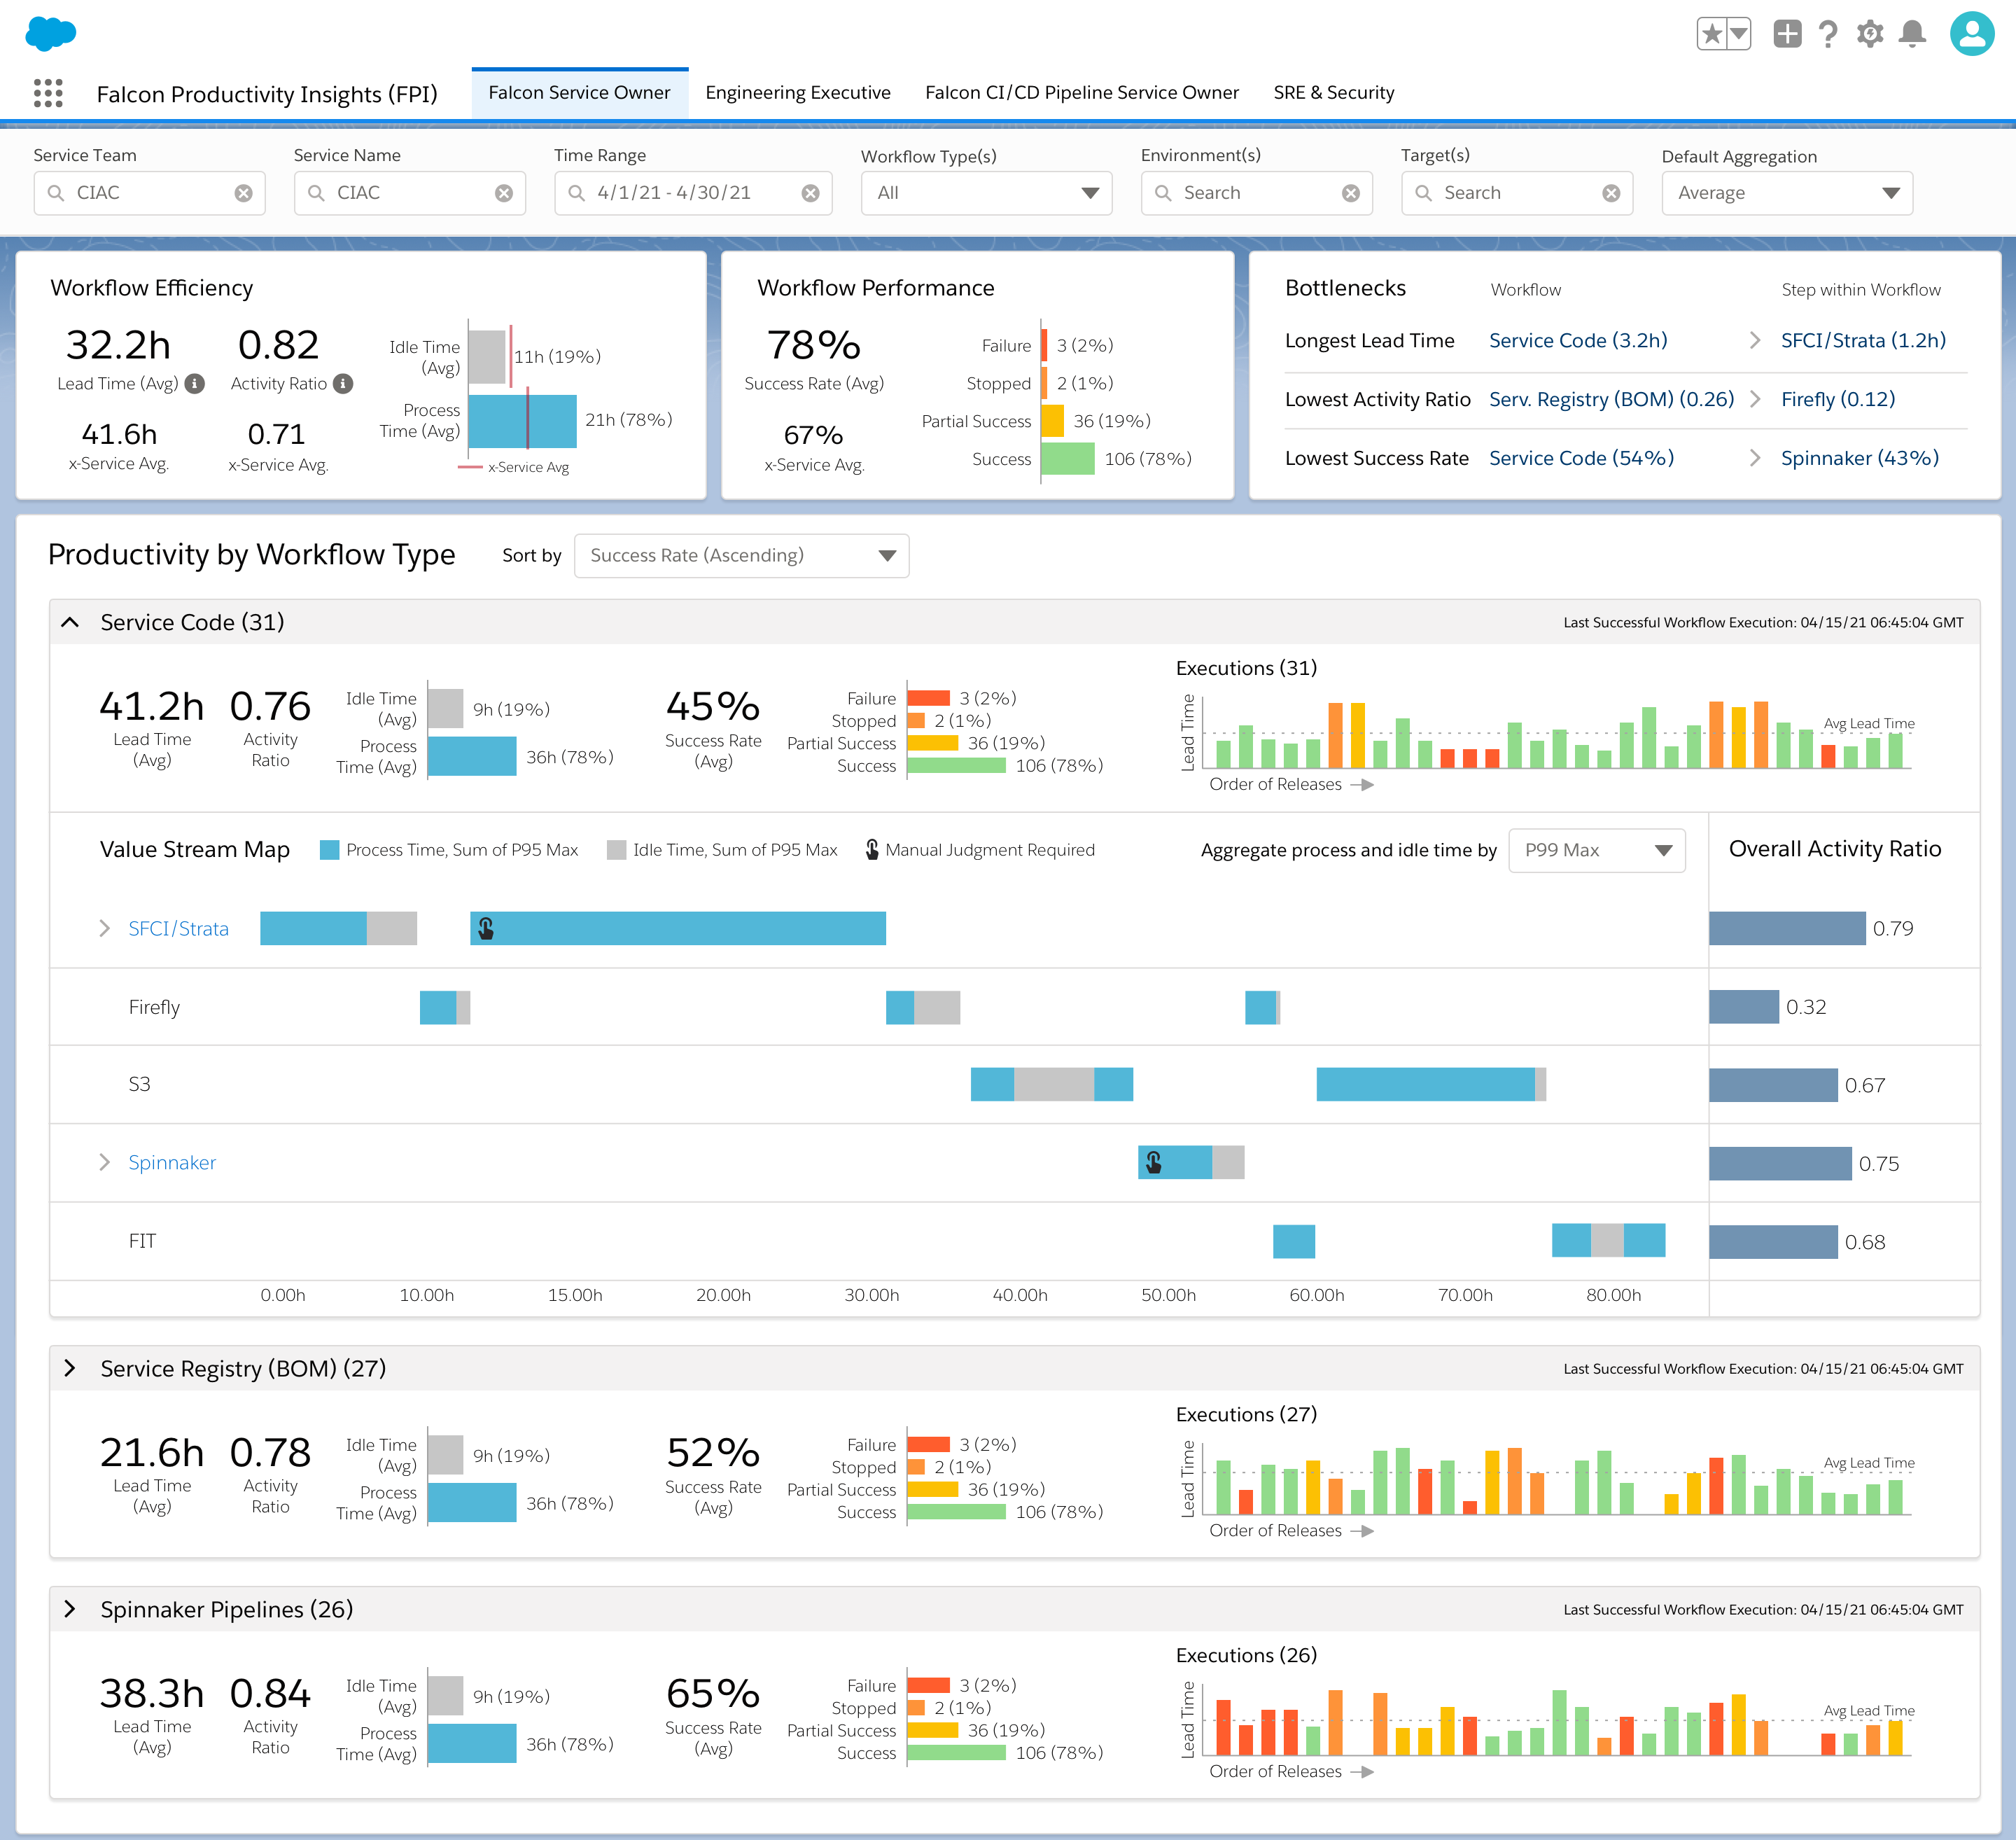 Falcon Productivity Insights (FPI)
Falcon Service Owner
Engineering Executive
Falcon CI/CD Pipeline Service Owner
SRE & Security
Service Team
CIAC
Service Name
CIAC
Time Range
4/1/21 - 4/30/21
Workflow Type(s)
All
Environment(s)
Search
Target(s)
Search
Default Aggregation
Average
Workflow Efficiency
32.2h
Lead Time (Avg)
0.82
Activity Ratio
41.6h
x-Service Avg.
0.71
x-Service Avg.
Idle Time
(Avg)
11h (19%)
Process
Time (Avg)
21h (78%)
x-Service Avg
Workflow Performance
78%
Success Rate (Avg)
67%
x-Service Avg.
Failure 3 (2%)
Stopped 2 (1%)
Partial Success 36 (19%)
Success 106 (78%)
Bottlenecks Workflow Step within Workflow
Longest Lead Time Service Code (3.2h) SFCI/Strata (1.2h)
Lowest Activity Ratio Serv. Registry (BOM) (0.26) Firefly (0.12)
Lowest Success Rate Service Code (54%) Spinnaker (43%)
Productivity by Workflow Type
Sort by
Success Rate (Ascending)
Service Code (31)
Last Successful Workflow Execution: 04/15/21 06:45:04 GMT
41.2h
Lead Time
(Avg)
0.76
Activity
Ratio
Idle Time
(Avg)
9h (19%)
Process
Time (Avg)
36h (78%)
45%
Success Rate
(Avg)
Failure 3 (2%)
Stopped 2 (1%)
Partial Success 36 (19%)
Success 106 (78%)
Executions (31)
Lead Time
Avg Lead Time
Order of Releases
Value Stream Map
Process Time, Sum of P95 Max
Idle Time, Sum of P95 Max
Manual Judgment Required
Aggregate process and idle time by
P99 Max
Overall Activity Ratio
SFCI/Strata
0.79
Firefly
0.32
S3
0.67
Spinnaker
0.75
FIT
0.68
0.00h 10.00h 15.00h 20.00h 30.00h 40.00h 50.00h 60.00h 70.00h 80.00h
Service Registry (BOM) (27)
Last Successful Workflow Execution: 04/15/21 06:45:04 GMT
21.6h
Lead Time
(Avg)
0.78
Activity
Ratio
Idle Time
(Avg)
9h (19%)
Process
Time (Avg)
36h (78%)
52%
Success Rate
(Avg)
Failure 3 (2%)
Stopped 2 (1%)
Partial Success 36 (19%)
Success 106 (78%)
Executions (27)
Lead Time
Avg Lead Time
Order of Releases
Spinnaker Pipelines (26)
Last Successful Workflow Execution: 04/15/21 06:45:04 GMT
38.3h
Lead Time
(Avg)
0.84
Activity
Ratio
Idle Time
(Avg)
9h (19%)
Process
Time (Avg)
36h (78%)
65%
Success Rate
(Avg)
Failure 3 (2%)
Stopped 2 (1%)
Partial Success 36 (19%)
Success 106 (78%)
Executions (26)
Lead Time
Avg Lead Time
Order of Releases